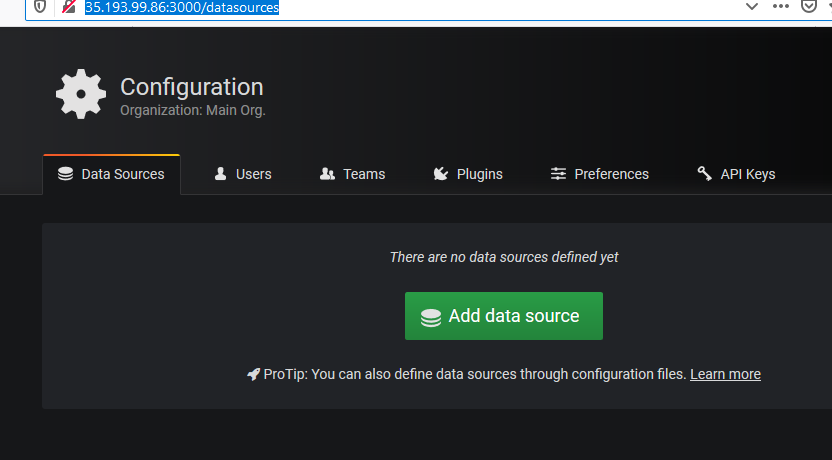 35.193.99.86:3000/datasources
Configuration
Organization: Main Org.
Data Sources Users Teams Plugins Preferences API Keys
There are no data sources defined yet
Add data source
ProTip: You can also define data sources through configuration files. Learn more